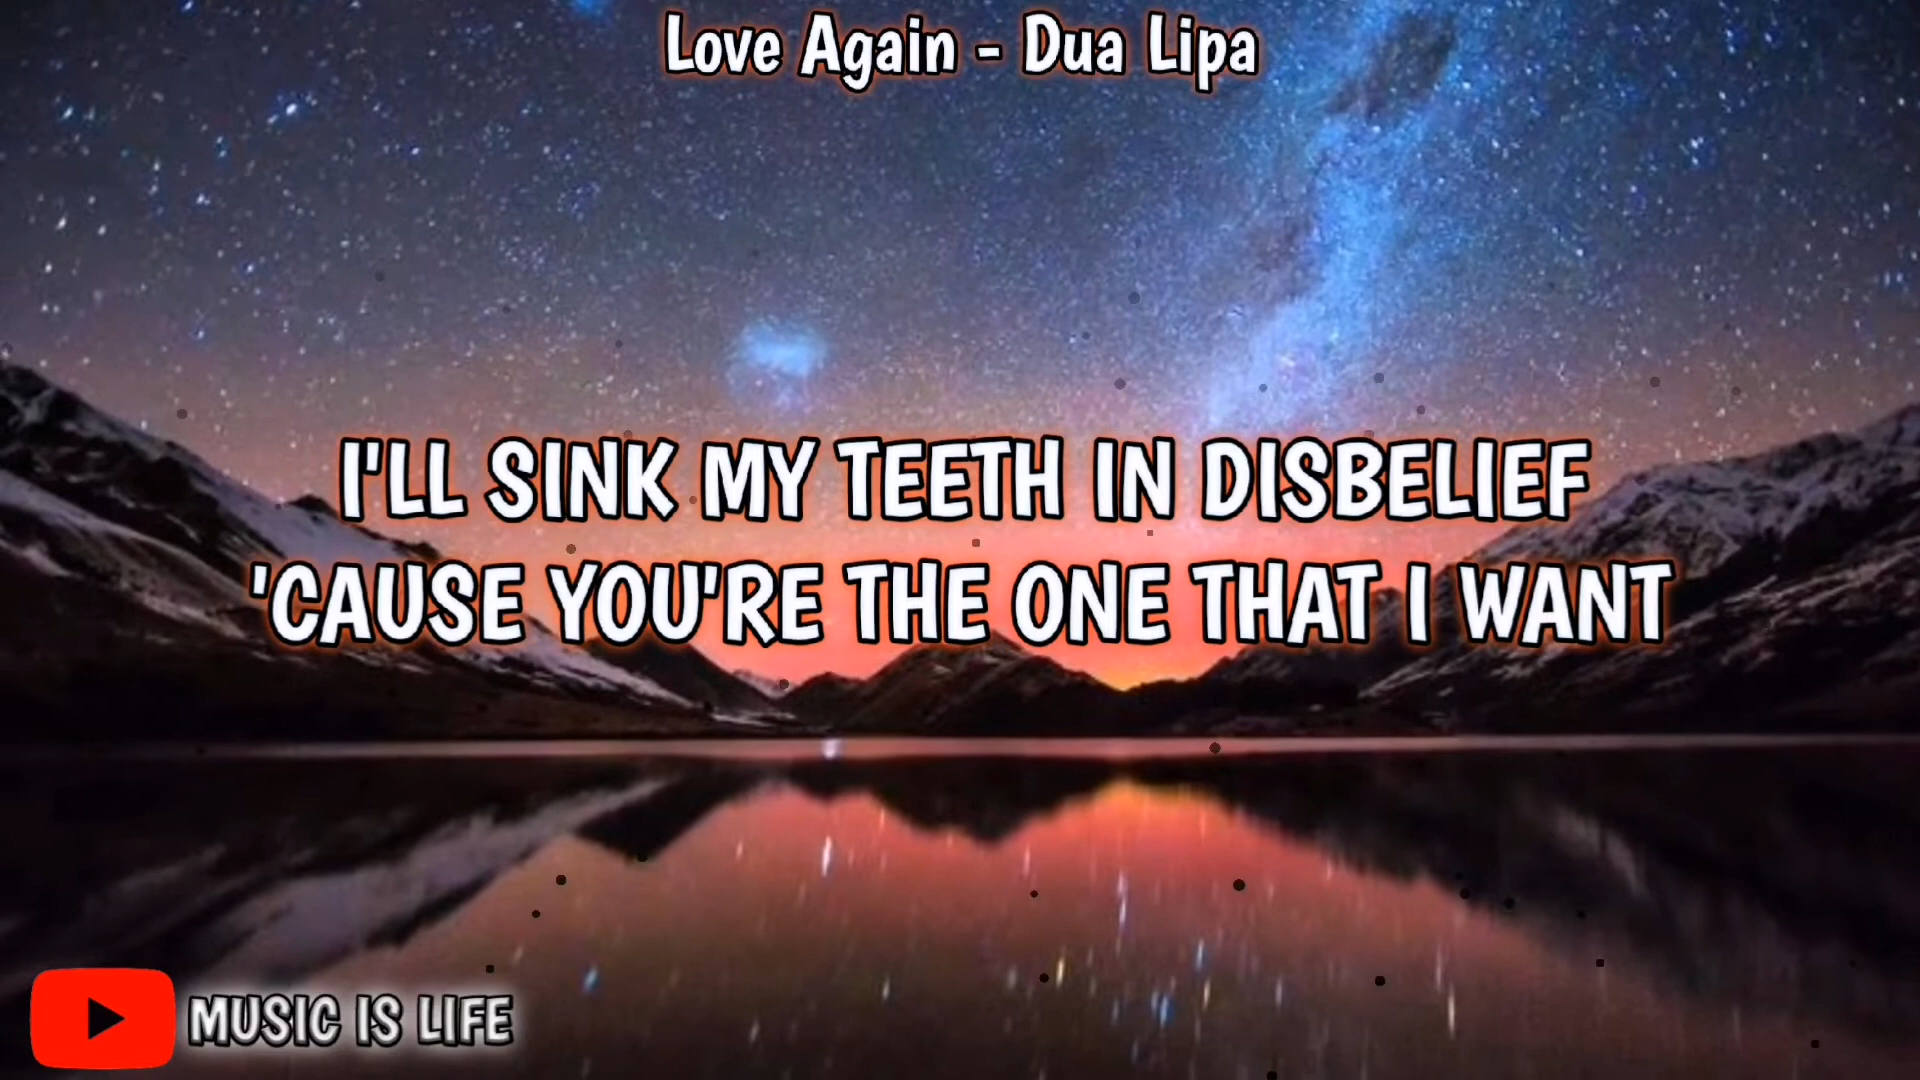 Love Again - Dua Lipa
I'LL SINK MY TEETH IN DISBELIEF
'CAUSE YOU'RE THE ONE THAT I WANT
MUSIC IS LIFE